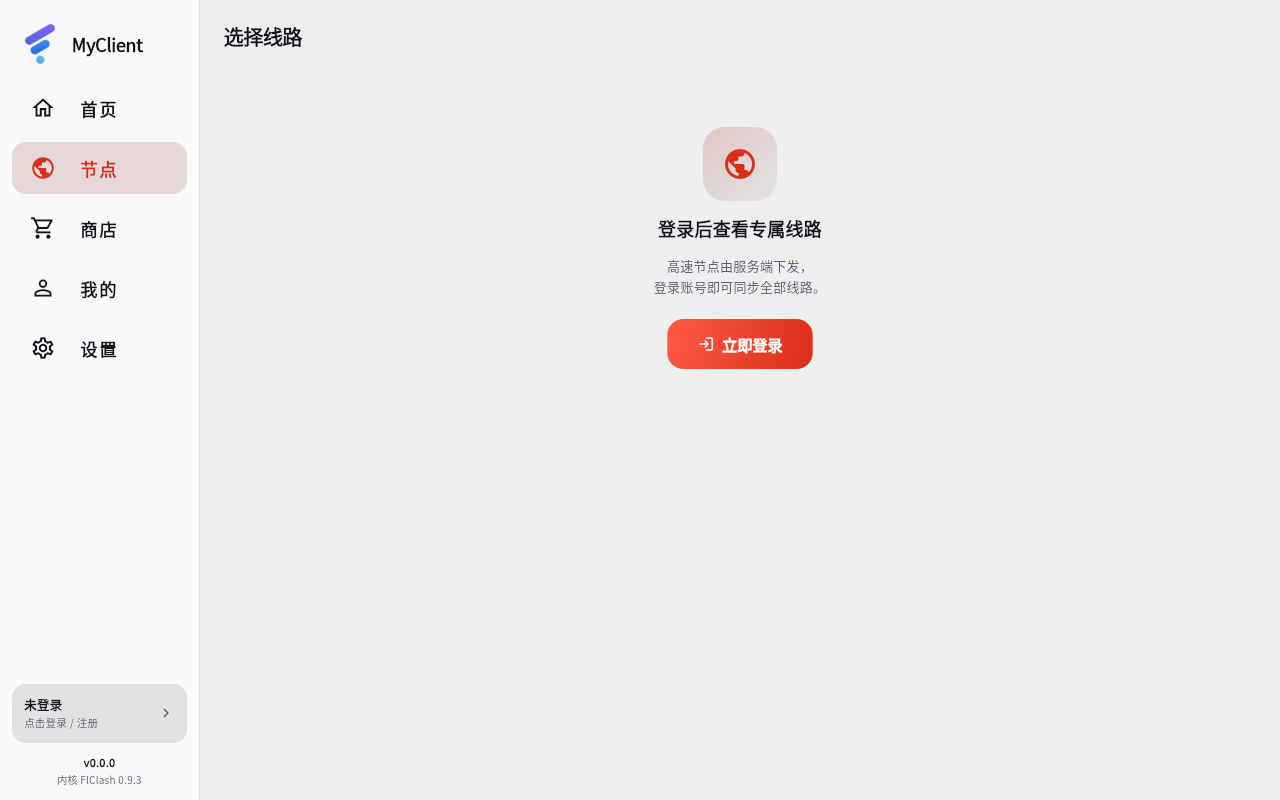 MyClient
首页
节点
商店
我的
设置
未登录
点击登录 / 注册
v0.0.0
内核 FlClash 0.9.3
选择线路
登录后查看专属线路
高速节点由服务端下发，
登录账号即可同步全部线路。
立即登录